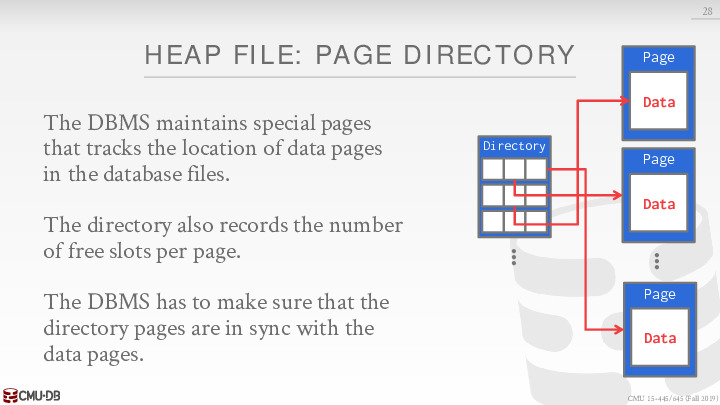 28
HEAP FILE: PAGE DIRECTORY
The DBMS maintains special pages
that tracks the location of data pages
in the database files.
The directory also records the number
of free slots per page.
The DBMS has to make sure that the
directory pages are in sync with the
data pages.
Directory
Page
Data
Page
Data
Page
Data
CMU·DB
CMU 15-445/645 (Fall 2019)